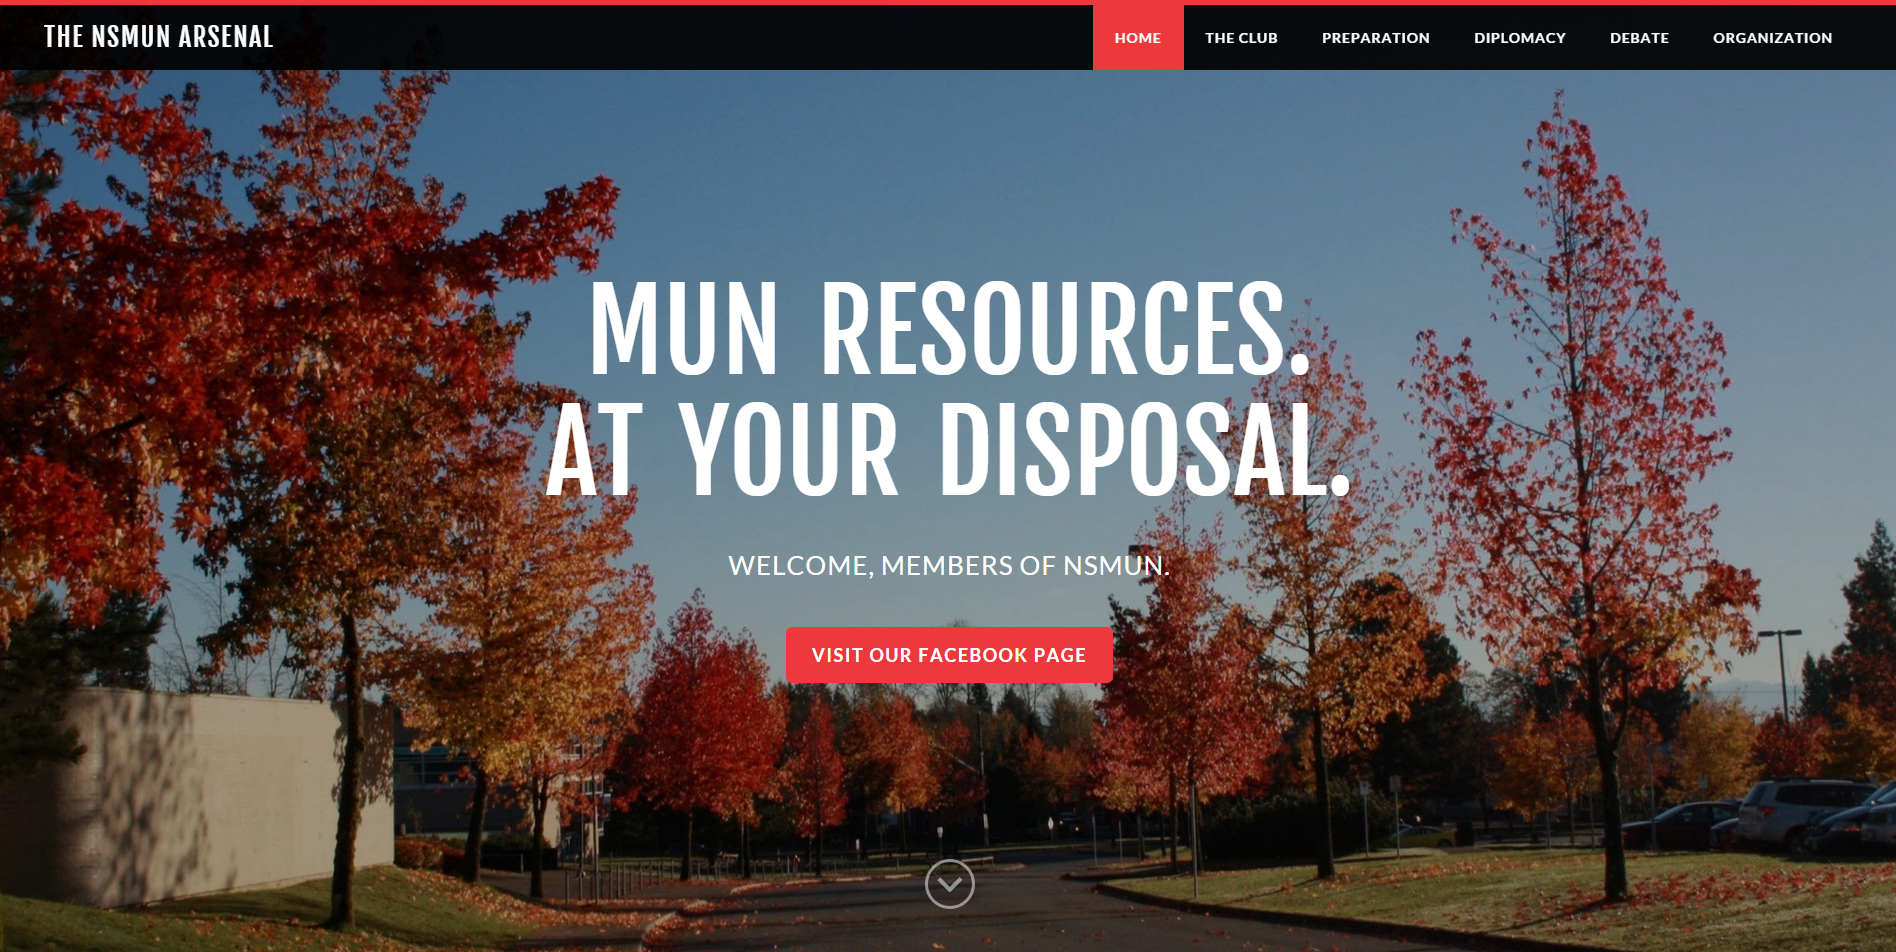 THE NSMUN ARSENAL
HOME THE CLUB PREPARATION DIPLOMACY DEBATE ORGANIZATION
MUN RESOURCES.
AT YOUR DISPOSAL.
WELCOME, MEMBERS OF NSMUN.
VISIT OUR FACEBOOK PAGE